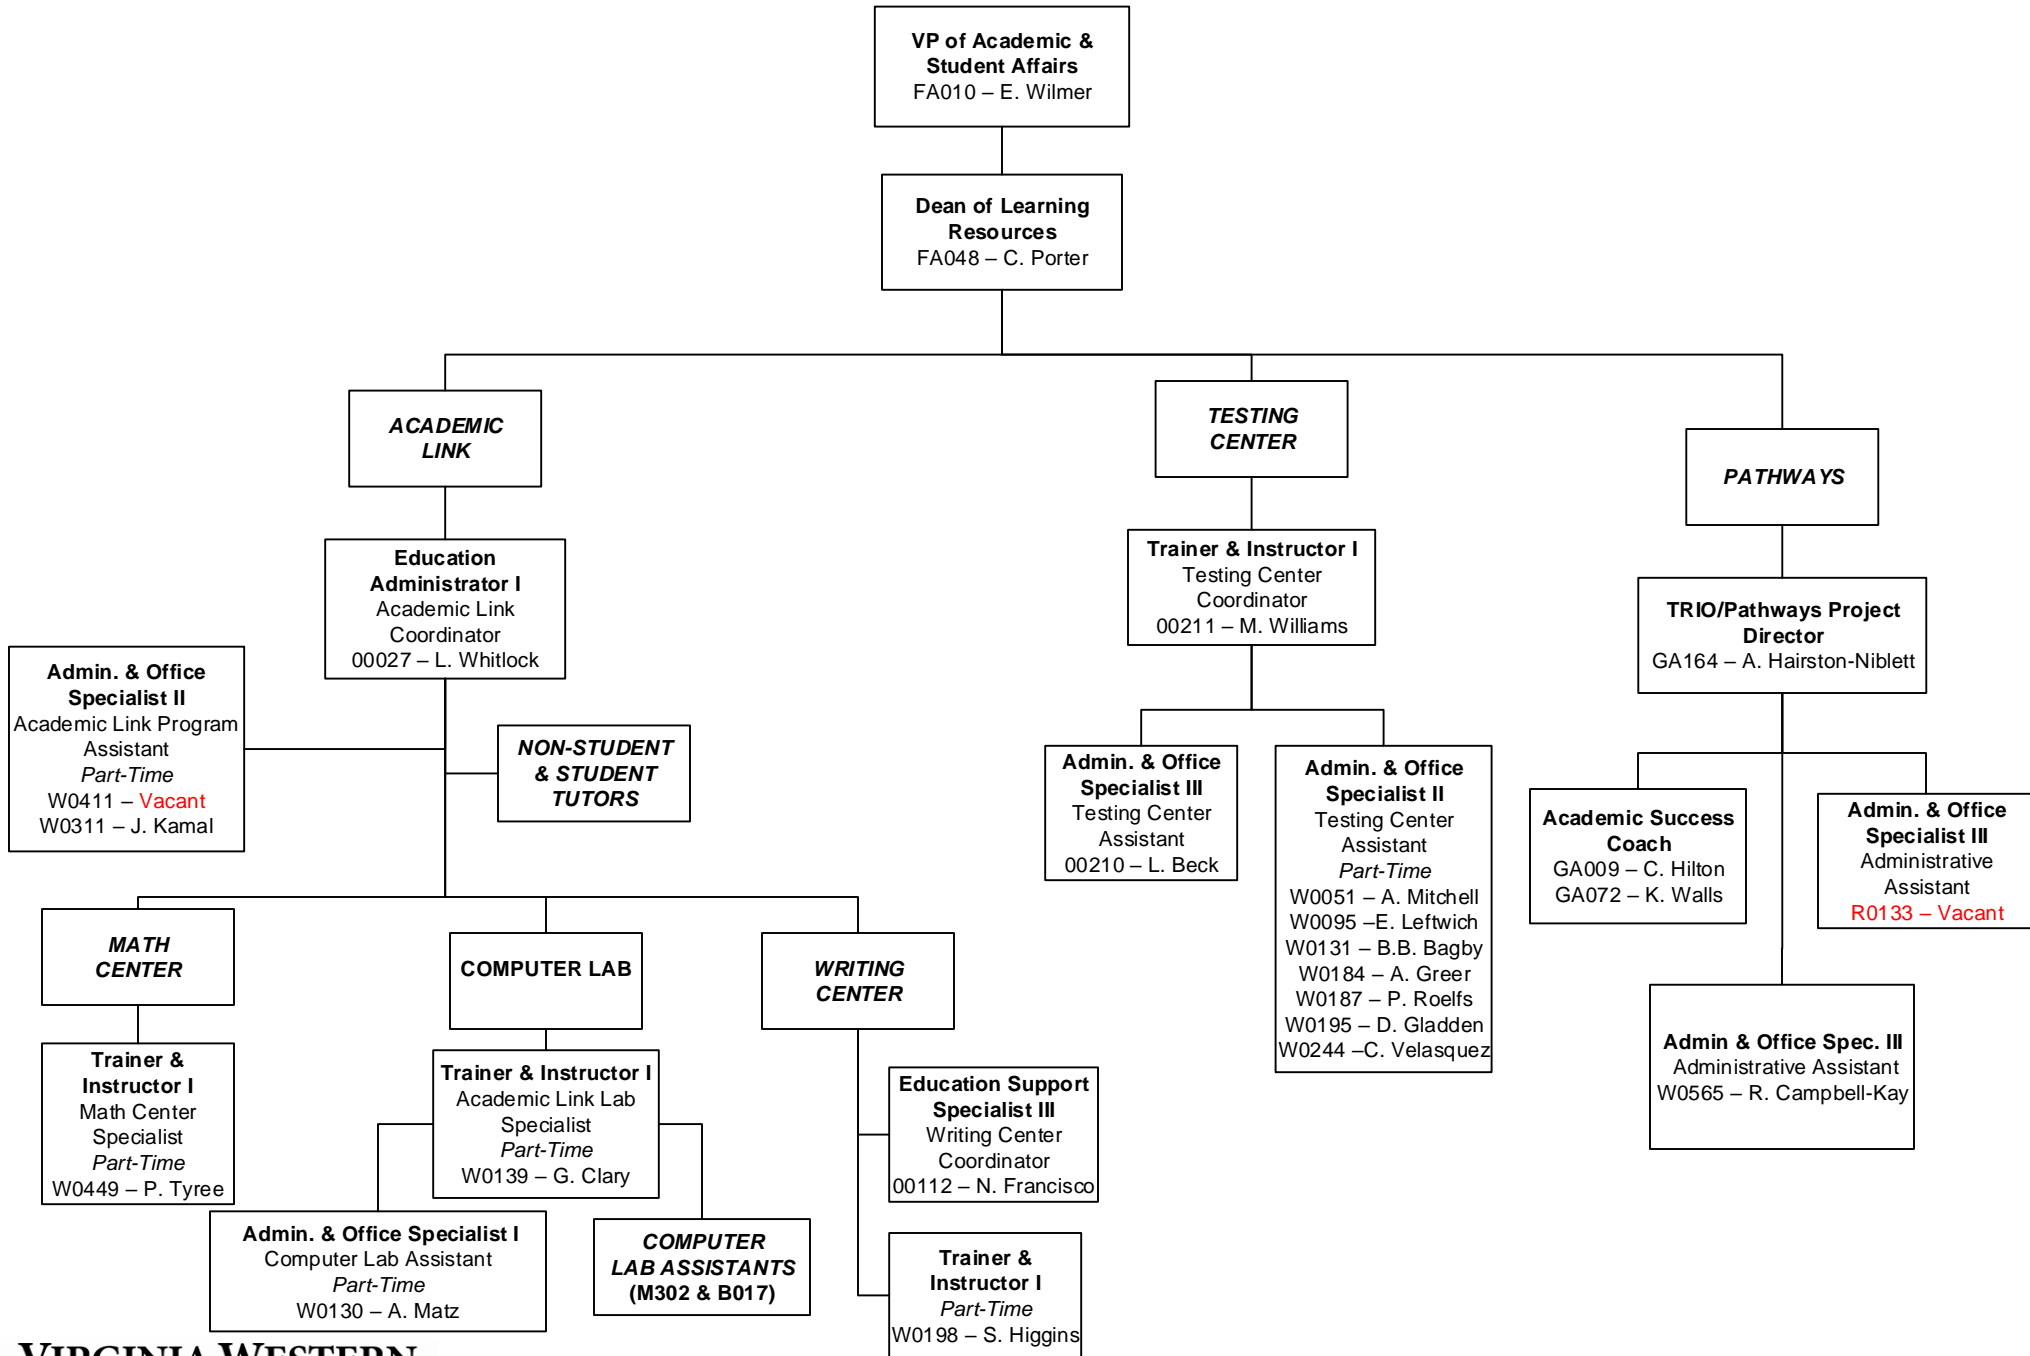 VP of Academic &
Student Affairs
FA010 – E. Wilmer
Dean of Learning
Resources
FA048 – C. Porter
ACADEMIC
LINK
TESTING
CENTER
PATHWAYS
Education
Administrator I
Academic Link
Coordinator
00027 – L. Whitlock
Trainer & Instructor I
Testing Center
Coordinator
00211 – M. Williams
TRIO/Pathways Project
Director
GA164 – A. Hairston-Niblett
Admin. & Office
Specialist II
Academic Link Program
Assistant
Part-Time
W0411 – Vacant
W0311 – J. Kamal
NON-STUDENT
& STUDENT
TUTORS
Admin. & Office
Specialist III
Testing Center
Assistant
00210 – L. Beck
Admin. & Office
Specialist II
Testing Center
Assistant
Part-Time
W0051 – A. Mitchell
W0095 –E. Leftwich
W0131 – B.B. Bagby
W0184 – A. Greer
W0187 – P. Roelfs
W0195 – D. Gladden
W0244 –C. Velasquez
Academic Success
Coach
GA009 – C. Hilton
GA072 – K. Walls
Admin. & Office
Specialist III
Administrative
Assistant
R0133 – Vacant
Admin & Office Spec. III
Administrative Assistant
W0565 – R. Campbell-Kay
MATH
CENTER
COMPUTER LAB
WRITING
CENTER
Trainer &
Instructor I
Math Center
Specialist
Part-Time
W0449 – P. Tyree
Trainer & Instructor I
Academic Link Lab
Specialist
Part-Time
W0139 – G. Clary
Education Support
Specialist III
Writing Center
Coordinator
00112 – N. Francisco
Admin. & Office Specialist I
Computer Lab Assistant
Part-Time
W0130 – A. Matz
COMPUTER
LAB ASSISTANTS
(M302 & B017)
Trainer &
Instructor I
Part-Time
W0198 – S. Higgins
VIRGINIA WESTERN